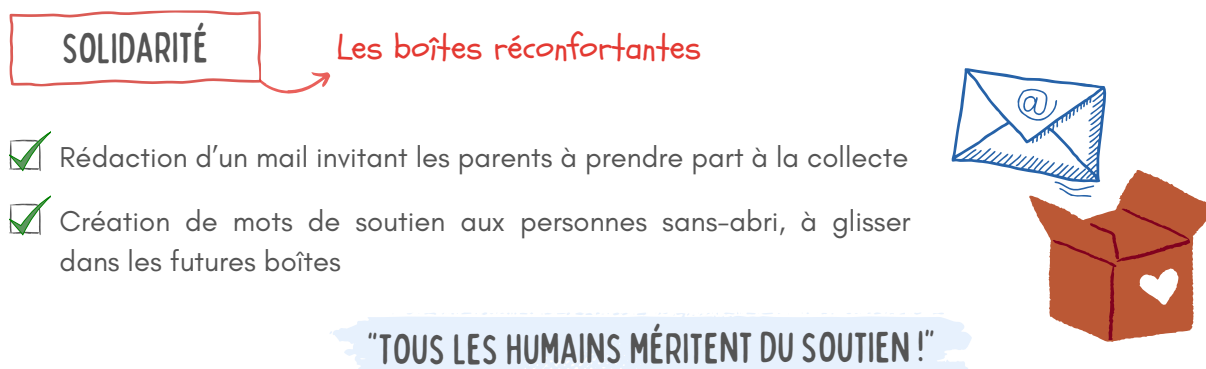 SOLIDARITÉ
Les boîtes réconfortantes
@
Rédaction d'un mail invitant les parents à prendre part à la collecte
Création de mots de soutien aux personnes sans-abri, à glisser
dans les futures boîtes
"TOUS LES HUMAINS MÉRITENT DU SOUTIEN !"